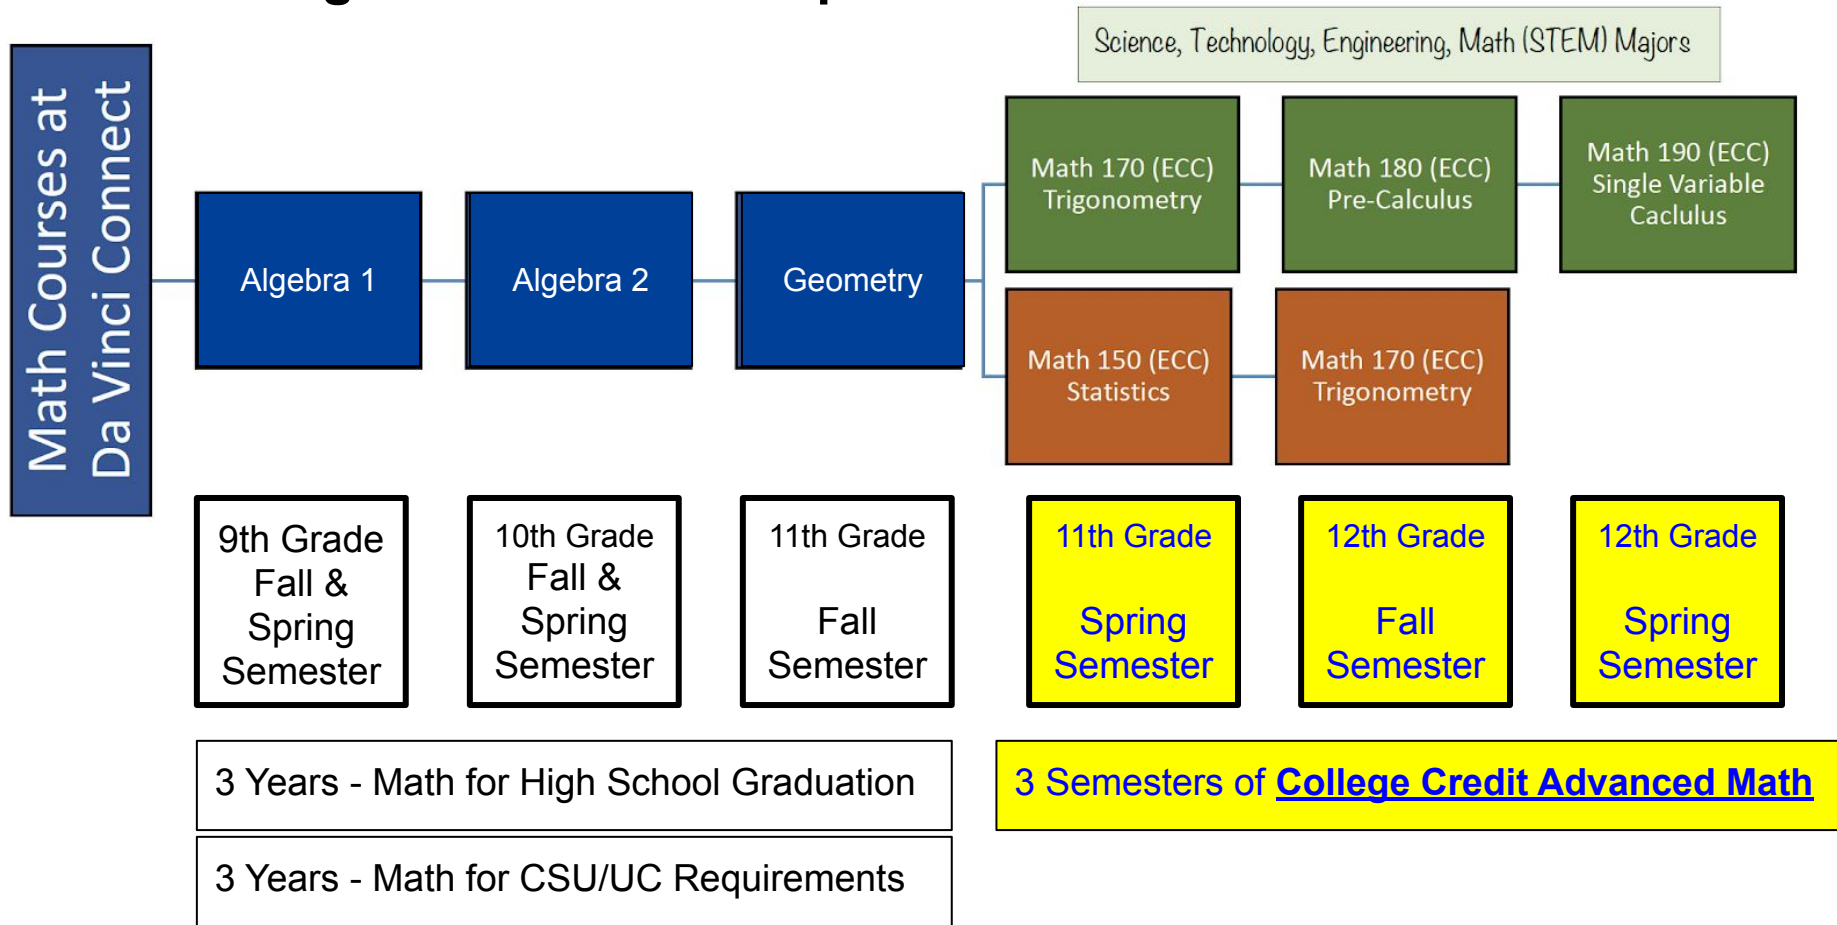 Science, Technology, Engineering, Math (STEM) Majors
Math Courses at
Da Vinci Connect
Algebra 1
Algebra 2
Geometry
Math 170 (ECC)
Trigonometry
Math 180 (ECC)
Pre-Calculus
Math 190 (ECC)
Single Variable
Caclulus
Math 150 (ECC)
Statistics
Math 170 (ECC)
Trigonometry
9th Grade
Fall &
Spring
Semester
10th Grade
Fall &
Spring
Semester
11th Grade
Fall
Semester
11th Grade
Spring
Semester
12th Grade
Fall
Semester
12th Grade
Spring
Semester
3 Years - Math for High School Graduation
3 Semesters of College Credit Advanced Math
3 Years - Math for CSU/UC Requirements